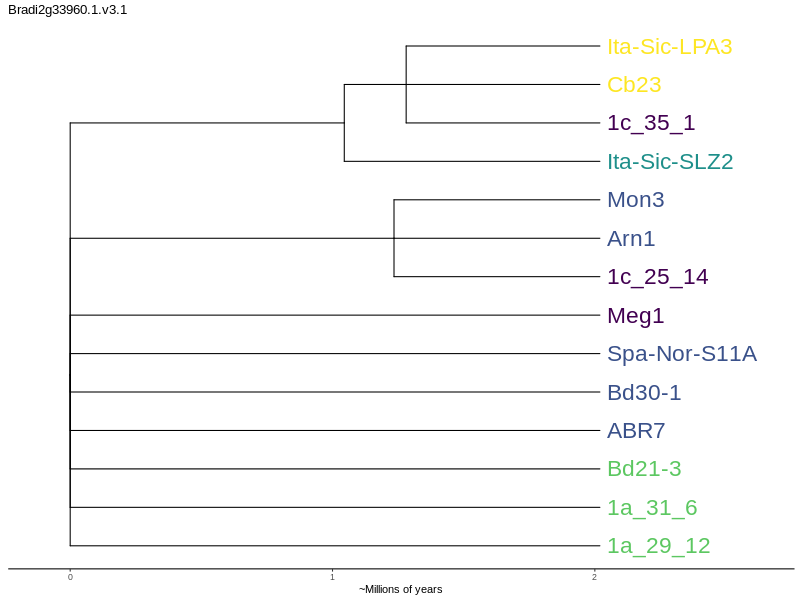 Bradi2g33960.1.v3.1
Ita-Sic-LPA3
Cb23
1c_35_1
Ita-Sic-SLZ2
Mon3
Arn1
1c_25_14
Meg1
Spa-Nor-S11A
Bd30-1
ABR7
Bd21-3
1a_31_6
1a_29_12
0 1 2
~Millions of years